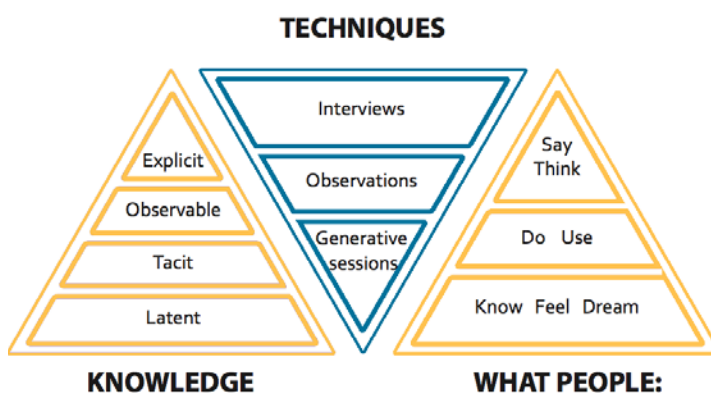 TECHNIQUES
Explicit
Observable
Tacit
Latent
KNOWLEDGE
Interviews
Observations
Generative
sessions
Say
Think
Do Use
Know Feel Dream
WHAT PEOPLE: